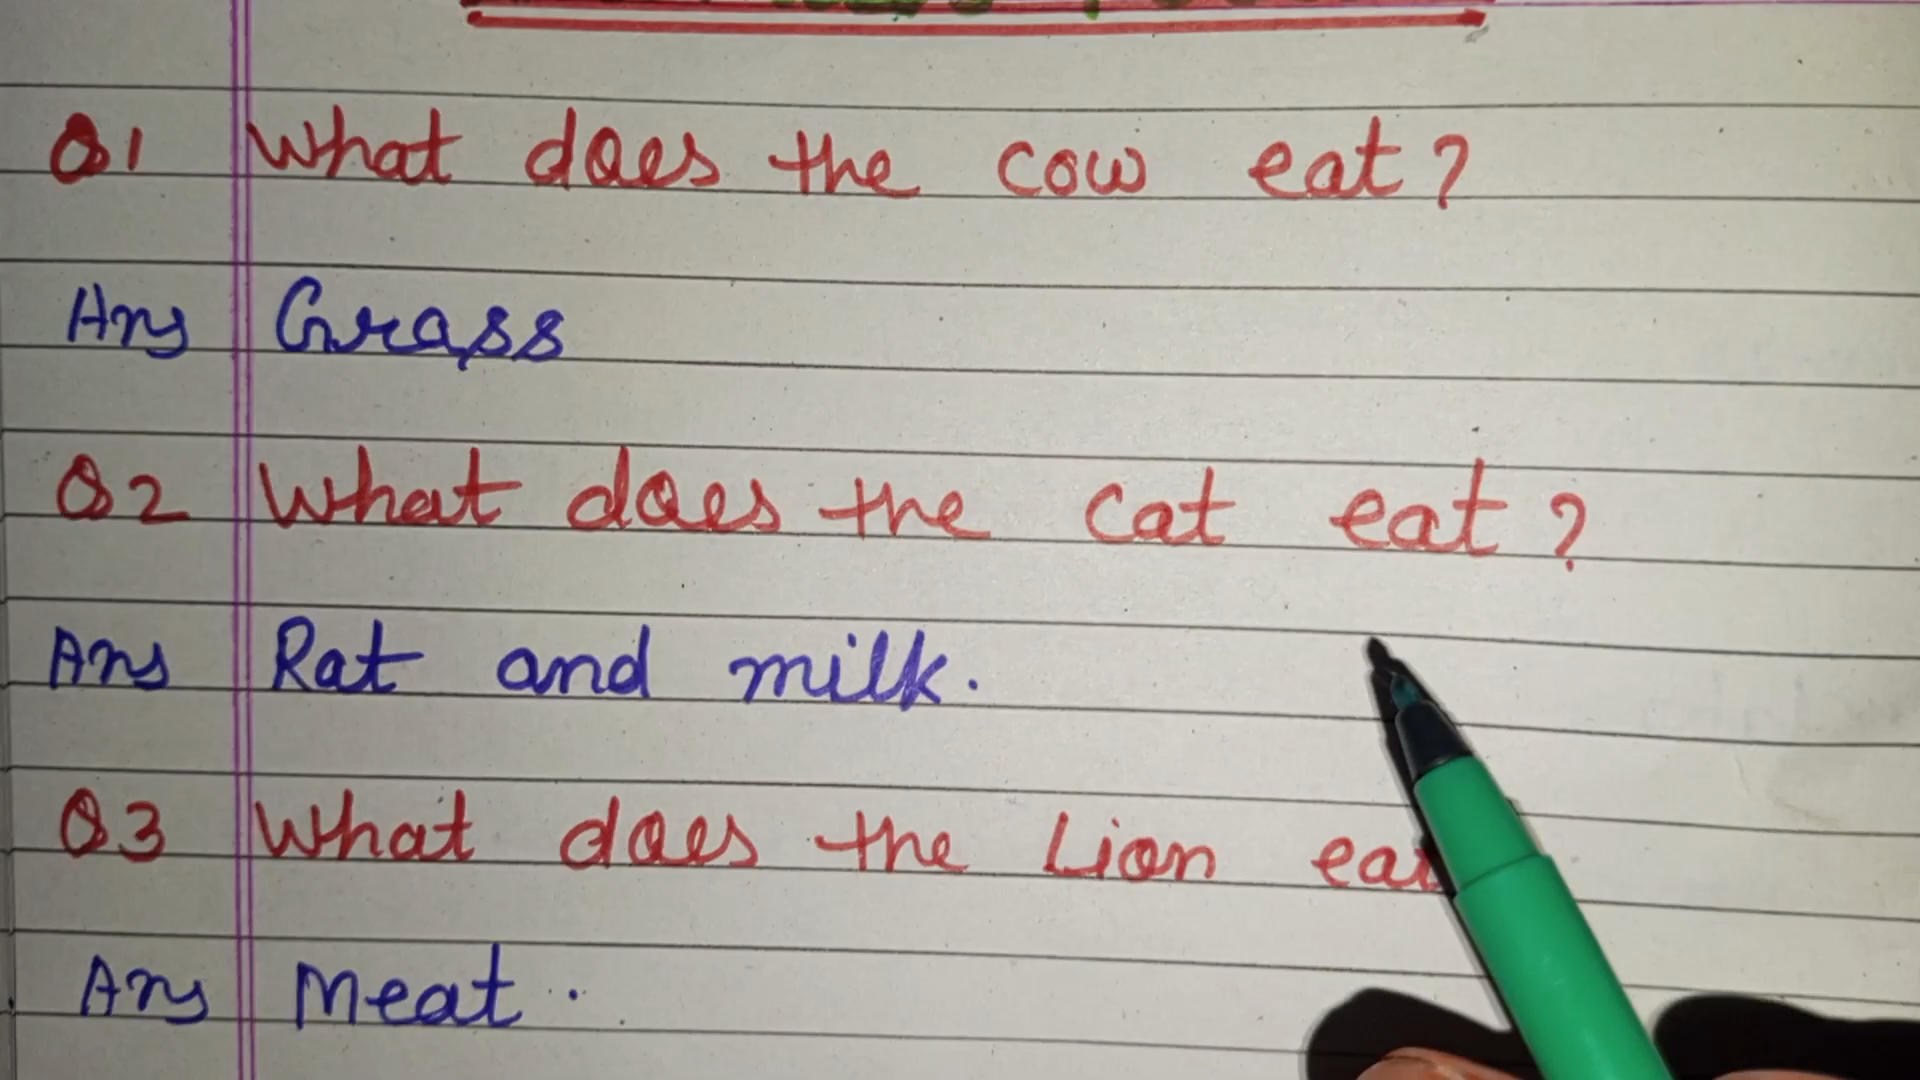 Q1 What does the cow eat?
Ans Grass
Q2 What does the cat eat?
Ans Rat and milk.
Q3 What does the Lion
Ans Meat.